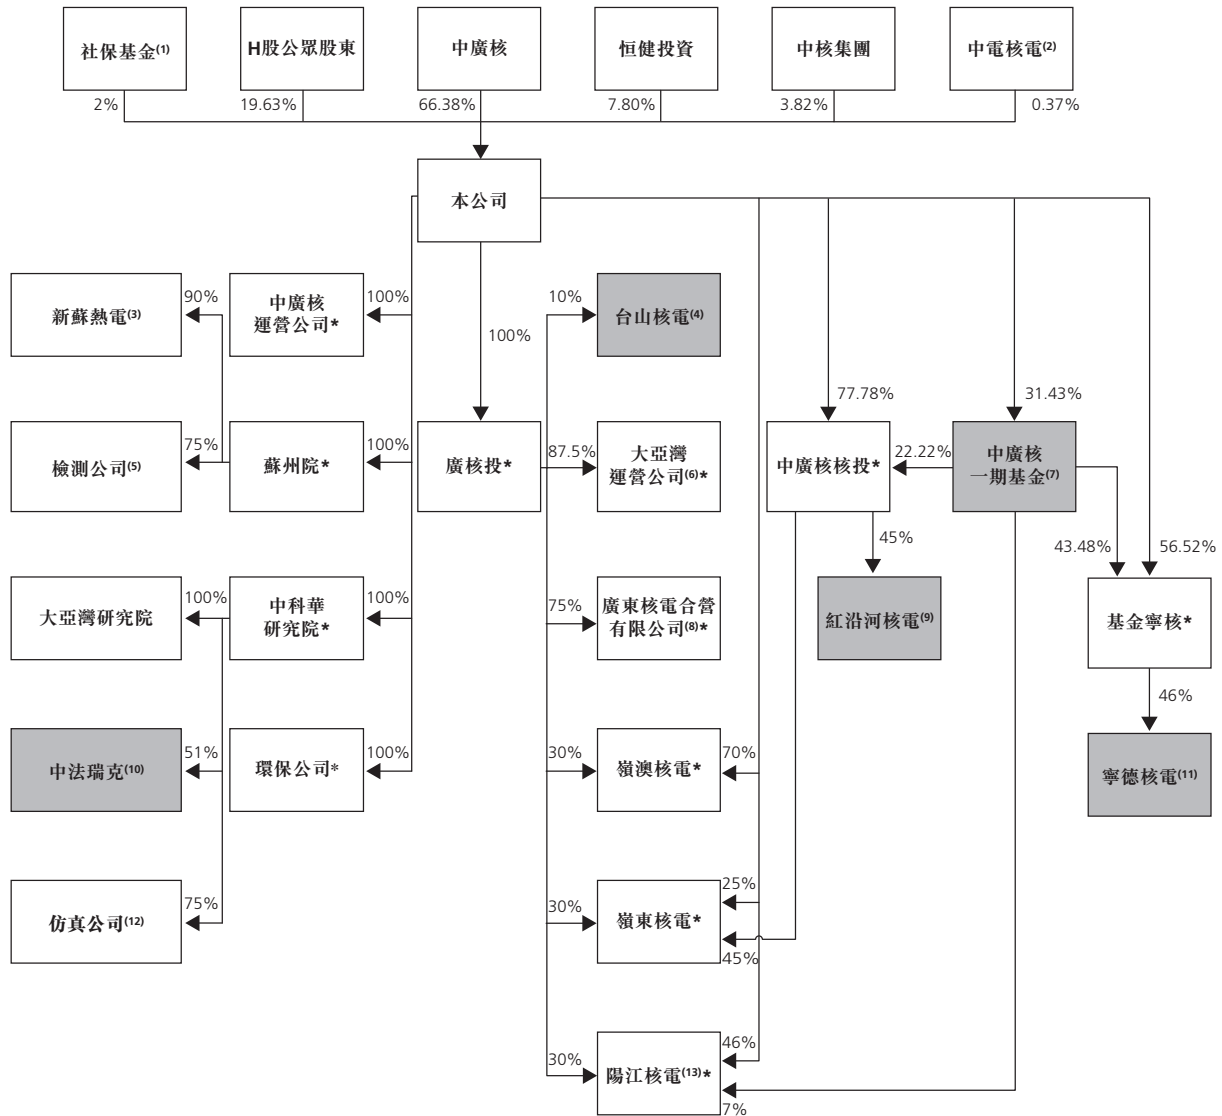 社保基金(1)
H股公眾股東
中廣核
恒健投資
中核集團
中電核電(2)
2%
19.63%
66.38%
7.80%
3.82%
0.37%
本公司
新蘇熱電(3)
90%
中廣核
運營公司*
100%
100%
10%
台山核電(4)
77.78%
31.43%
檢測公司(5)
75%
蘇州院*
100%
廣核投*
87.5%
大亞灣
運營公司(6)*
中廣核核投*
22.22%
中廣核
一期基金(7)
45%
43.48%
56.52%
大亞灣研究院
100%
中科華
研究院*
100%
75%
廣東核電合營
有限公司(8)*
紅沿河核電(9)
基金寧核*
46%
中法瑞克(10)
51%
環保公司*
100%
30%
嶺澳核電*
70%
寧德核電(11)
仿真公司(12)
75%
30%
嶺東核電*
25%
45%
30%
陽江核電(13)*
46%
7%